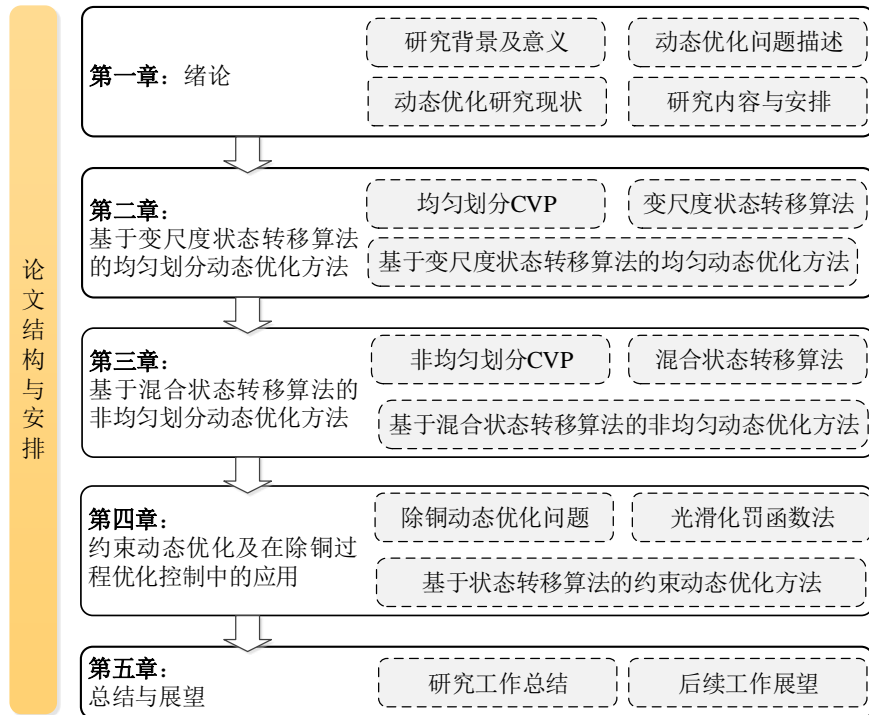 论文结构与安排
第一章：绪论
研究背景及意义
动态优化问题描述
动态优化研究现状
研究内容与安排
第二章：
基于变尺度状态转移算法
的均匀划分动态优化方法
均匀划分CVP
变尺度状态转移算法
基于变尺度状态转移算法的均匀动态优化方法
第三章：
基于混合状态转移算法的
非均匀划分动态优化方法
非均匀划分CVP
混合状态转移算法
基于混合状态转移算法的非均匀动态优化方法
第四章：
约束动态优化及在除铜过
程优化控制中的应用
除铜动态优化问题
光滑化罚函数法
基于状态转移算法的约束动态优化方法
第五章：
总结与展望
研究工作总结
后续工作展望